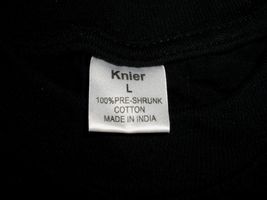 Knier
L
100%PRE-SHRUNK
COTTON
MADE IN INDIA